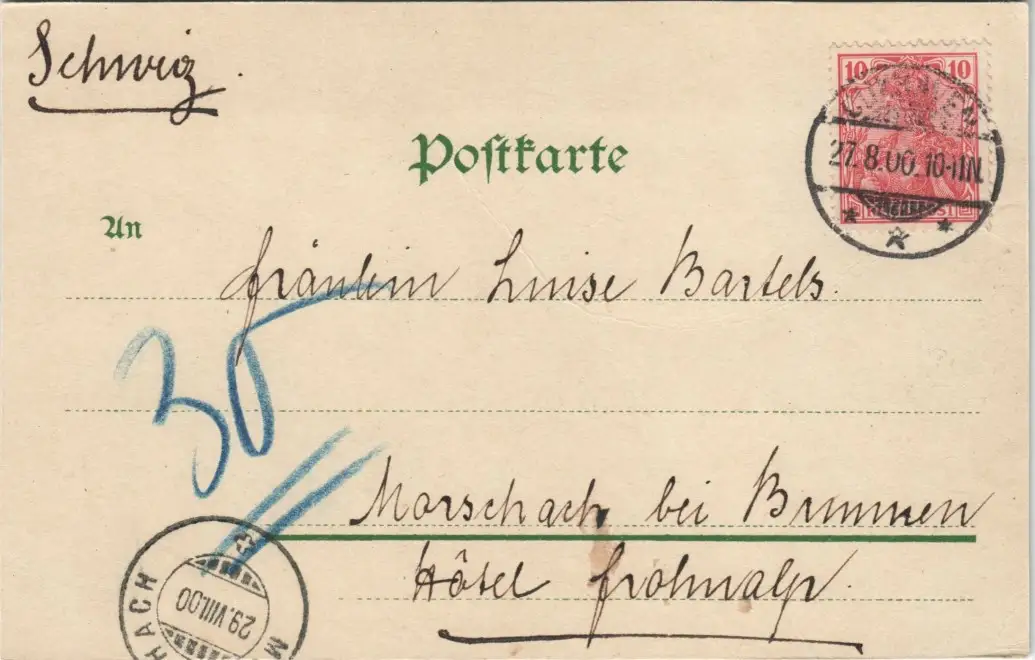 Schweiz.
10 10
27.8.00.10-11N.
REICHSPOST
Postkarte
An
Fräulein Luise Bartels.
30
Morschach bei Brunnen
Hôtel Frohnalp.
29.VIII.00